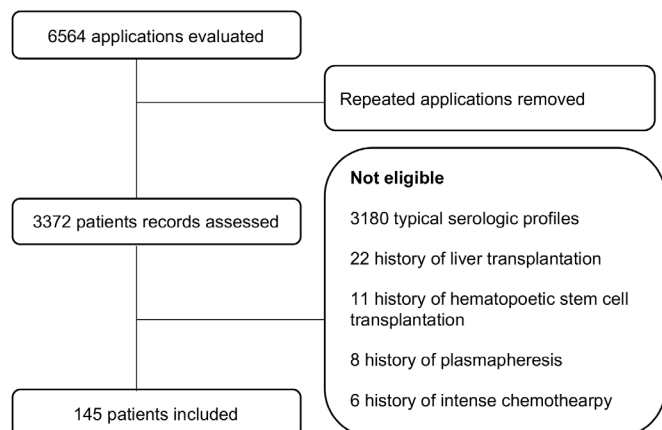 6564 applications evaluated
Repeated applications removed
3372 patients records assessed
Not eligible
3180 typical serologic profiles
22 history of liver transplantation
11 history of hematopoetic stem cell
transplantation
8 history of plasmapheresis
6 history of intense chemothearpy
145 patients included